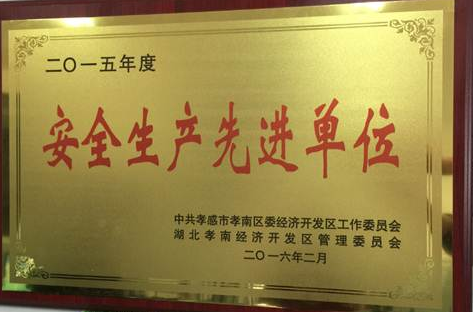 二〇一五年度
安全生产先进单位
中共孝感市孝南区委经济开发区工作委员会
湖北孝南经济开发区管理委员会
二〇一六年二月